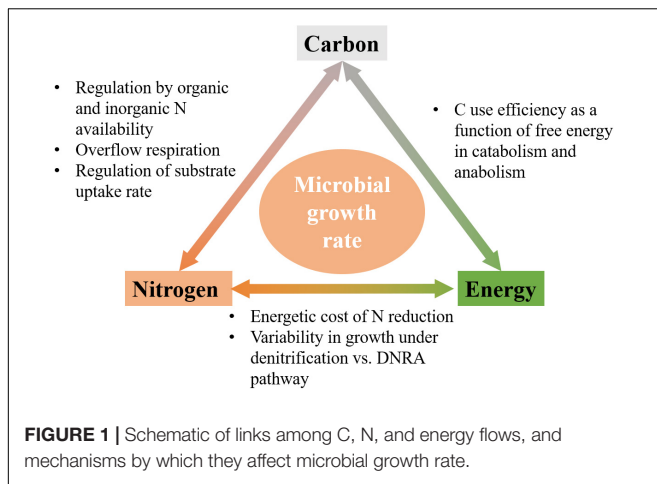 Carbon
• Regulation by organic
and inorganic N
availability
• Overflow respiration
• Regulation of substrate
uptake rate
• C use efficiency as a
function of free energy
in catabolism and
anabolism
Microbial
growth
rate
Nitrogen
Energy
• Energetic cost of N reduction
• Variability in growth under
denitrification vs. DNRA
pathway
FIGURE 1 | Schematic of links among C, N, and energy flows, and
mechanisms by which they affect microbial growth rate.